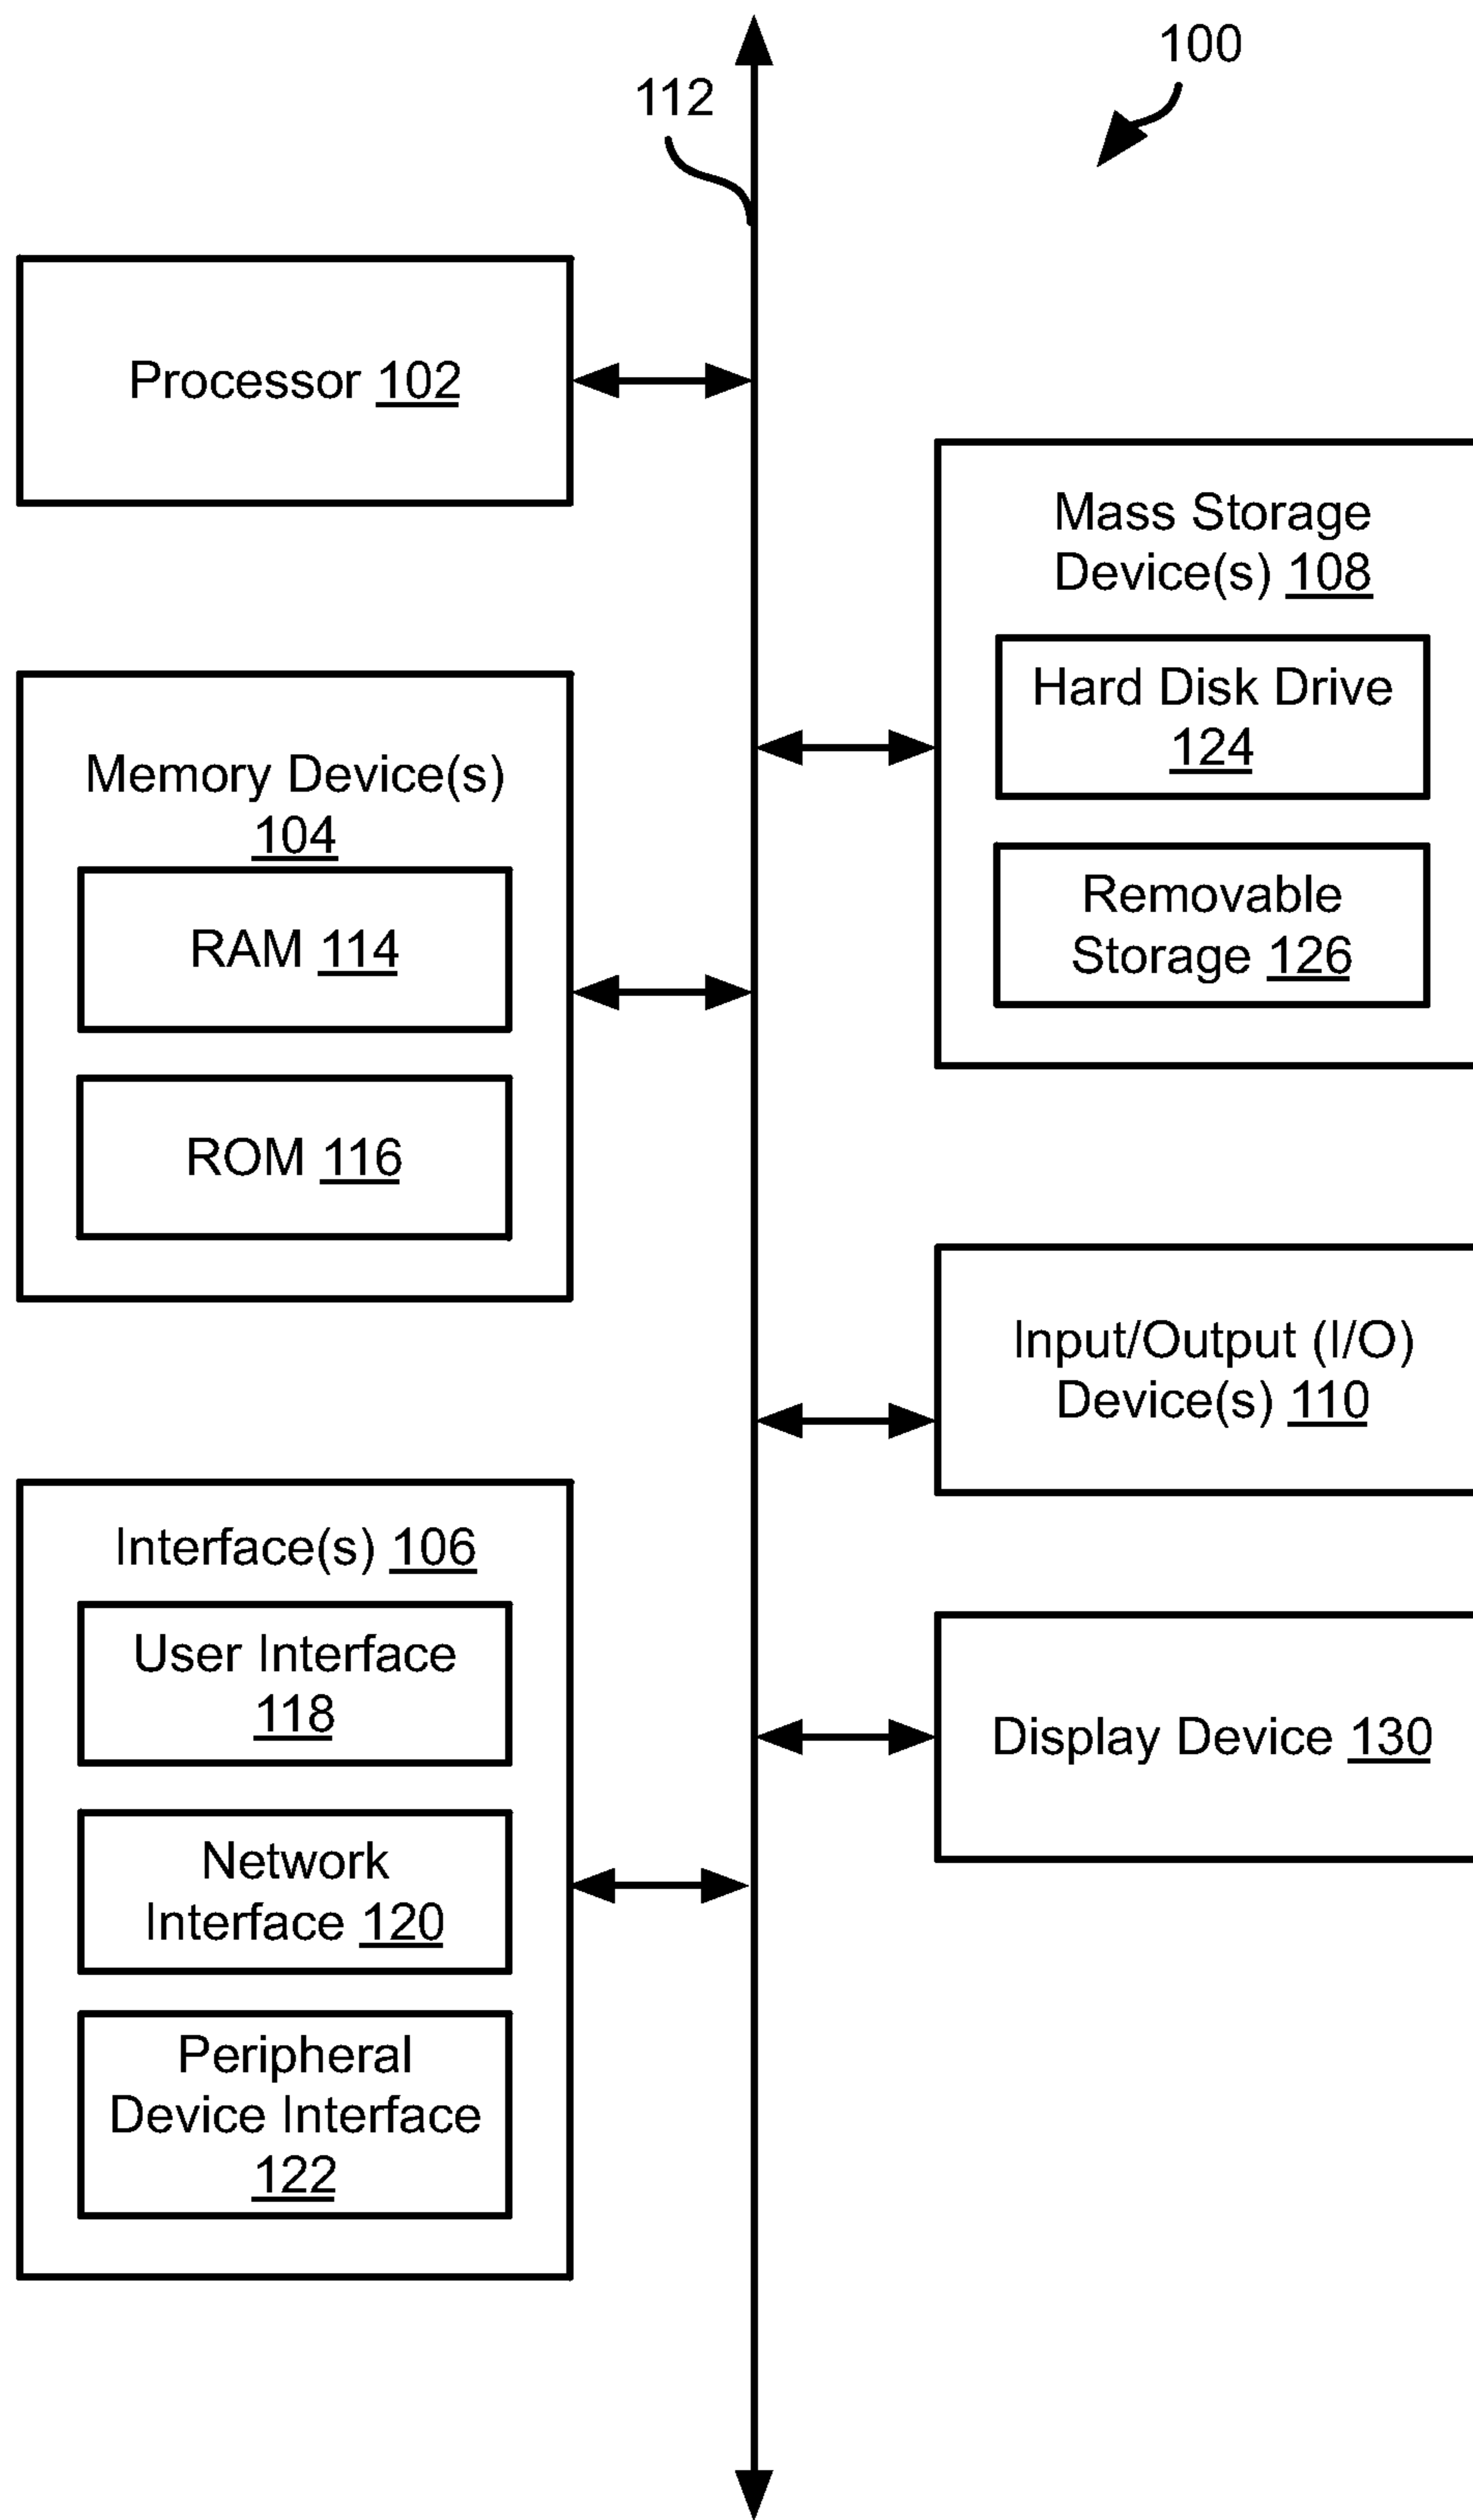 100
112
Processor 102
Memory Device(s)
104
RAM 114
ROM 116
Interface(s) 106
User Interface
118
Network
Interface 120
Peripheral
Device Interface
122
Mass Storage
Device(s) 108
Hard Disk Drive
124
Removable
Storage 126
Input/Output (I/O)
Device(s) 110
Display Device 130